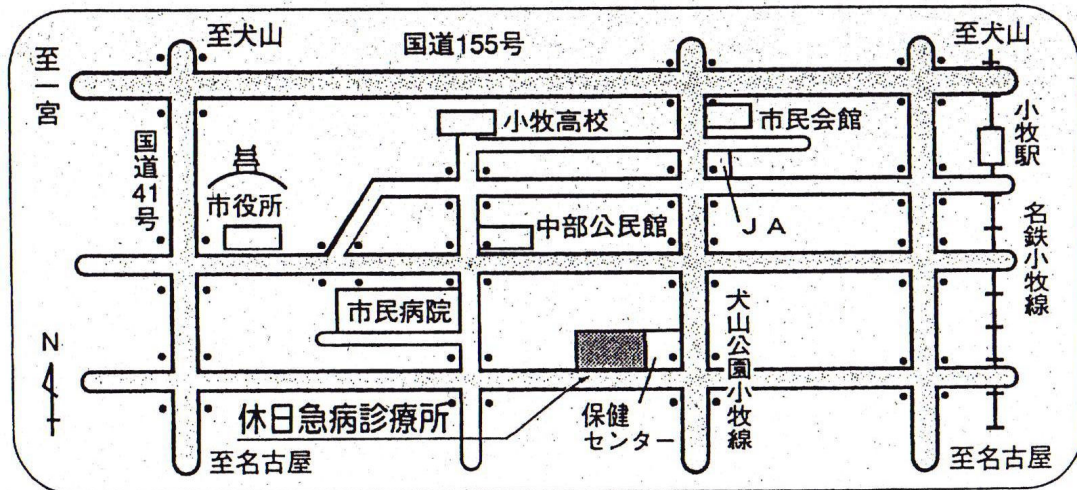 至犬山
国道155号
至犬山
至一宮
国道41号
小牧高校
市民会館
小牧駅
市役所
中部公民館
JA
名鉄小牧線
市民病院
犬山公園小牧線
N
休日急病診療所
保健
センター
至名古屋
至名古屋